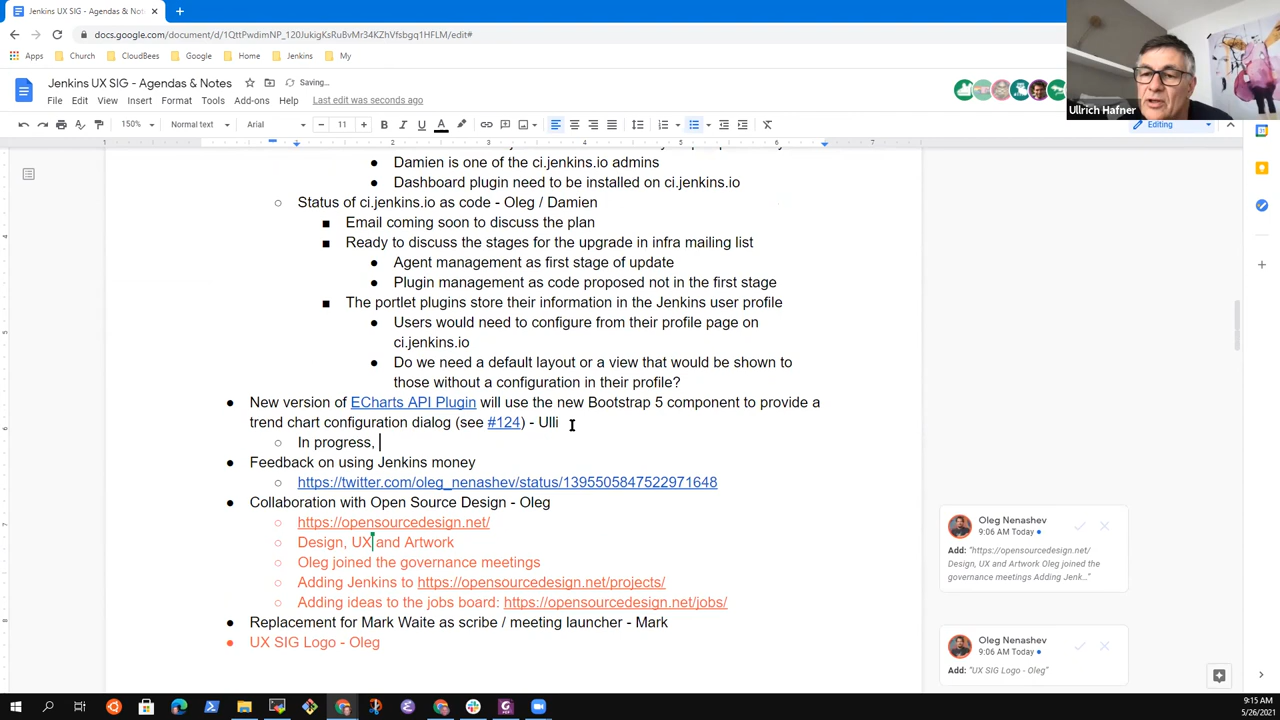 Jenkins UX SIG - Agendas & Not
docs.google.com/document/d/1QttPwdimNP_120JukigKsRuBvMr34KZhVfsbgq1HFLM/edit#
Apps Church CloudBees Google Home Jenkins My
Jenkins UX SIG - Agendas & Notes Saving...
File Edit View Insert Format Tools Add-ons Help Last edit was seconds ago
Ullrich Hafner
150% Normal text Arial 11 Editing
Damien is one of the ci.jenkins.io admins
Dashboard plugin need to be installed on ci.jenkins.io
Status of ci.jenkins.io as code - Oleg / Damien
Email coming soon to discuss the plan
Ready to discuss the stages for the upgrade in infra mailing list
Agent management as first stage of update
Plugin management as code proposed not in the first stage
The portlet plugins store their information in the Jenkins user profile
Users would need to configure from their profile page on
ci.jenkins.io
Do we need a default layout or a view that would be shown to
those without a configuration in their profile?
New version of ECharts API Plugin will use the new Bootstrap 5 component to provide a
trend chart configuration dialog (see #124) - Ulli
In progress,
Feedback on using Jenkins money
https://twitter.com/oleg_nenashev/status/1395505847522971648
Collaboration with Open Source Design - Oleg
https://opensourcedesign.net/
Design, UX and Artwork
Oleg joined the governance meetings
Adding Jenkins to https://opensourcedesign.net/projects/
Adding ideas to the jobs board: https://opensourcedesign.net/jobs/
Replacement for Mark Waite as scribe / meeting launcher - Mark
UX SIG Logo - Oleg
Oleg Nenashev
9:06 AM Today
Add: "https://opensourcedesign.net/
Design, UX and Artwork Oleg joined the
governance meetings Adding Jenk..."
Oleg Nenashev
9:06 AM Today
Add: "UX SIG Logo - Oleg"
9:15 AM
5/26/2021